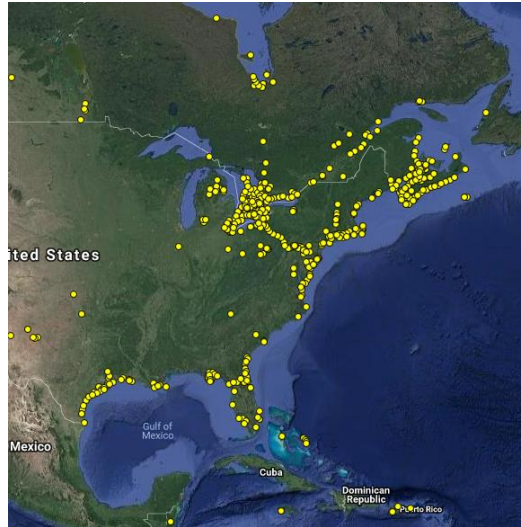 ited States
Gulf of
Mexico
Mexico
Cuba
Dominican
Republic
Puerto Rico